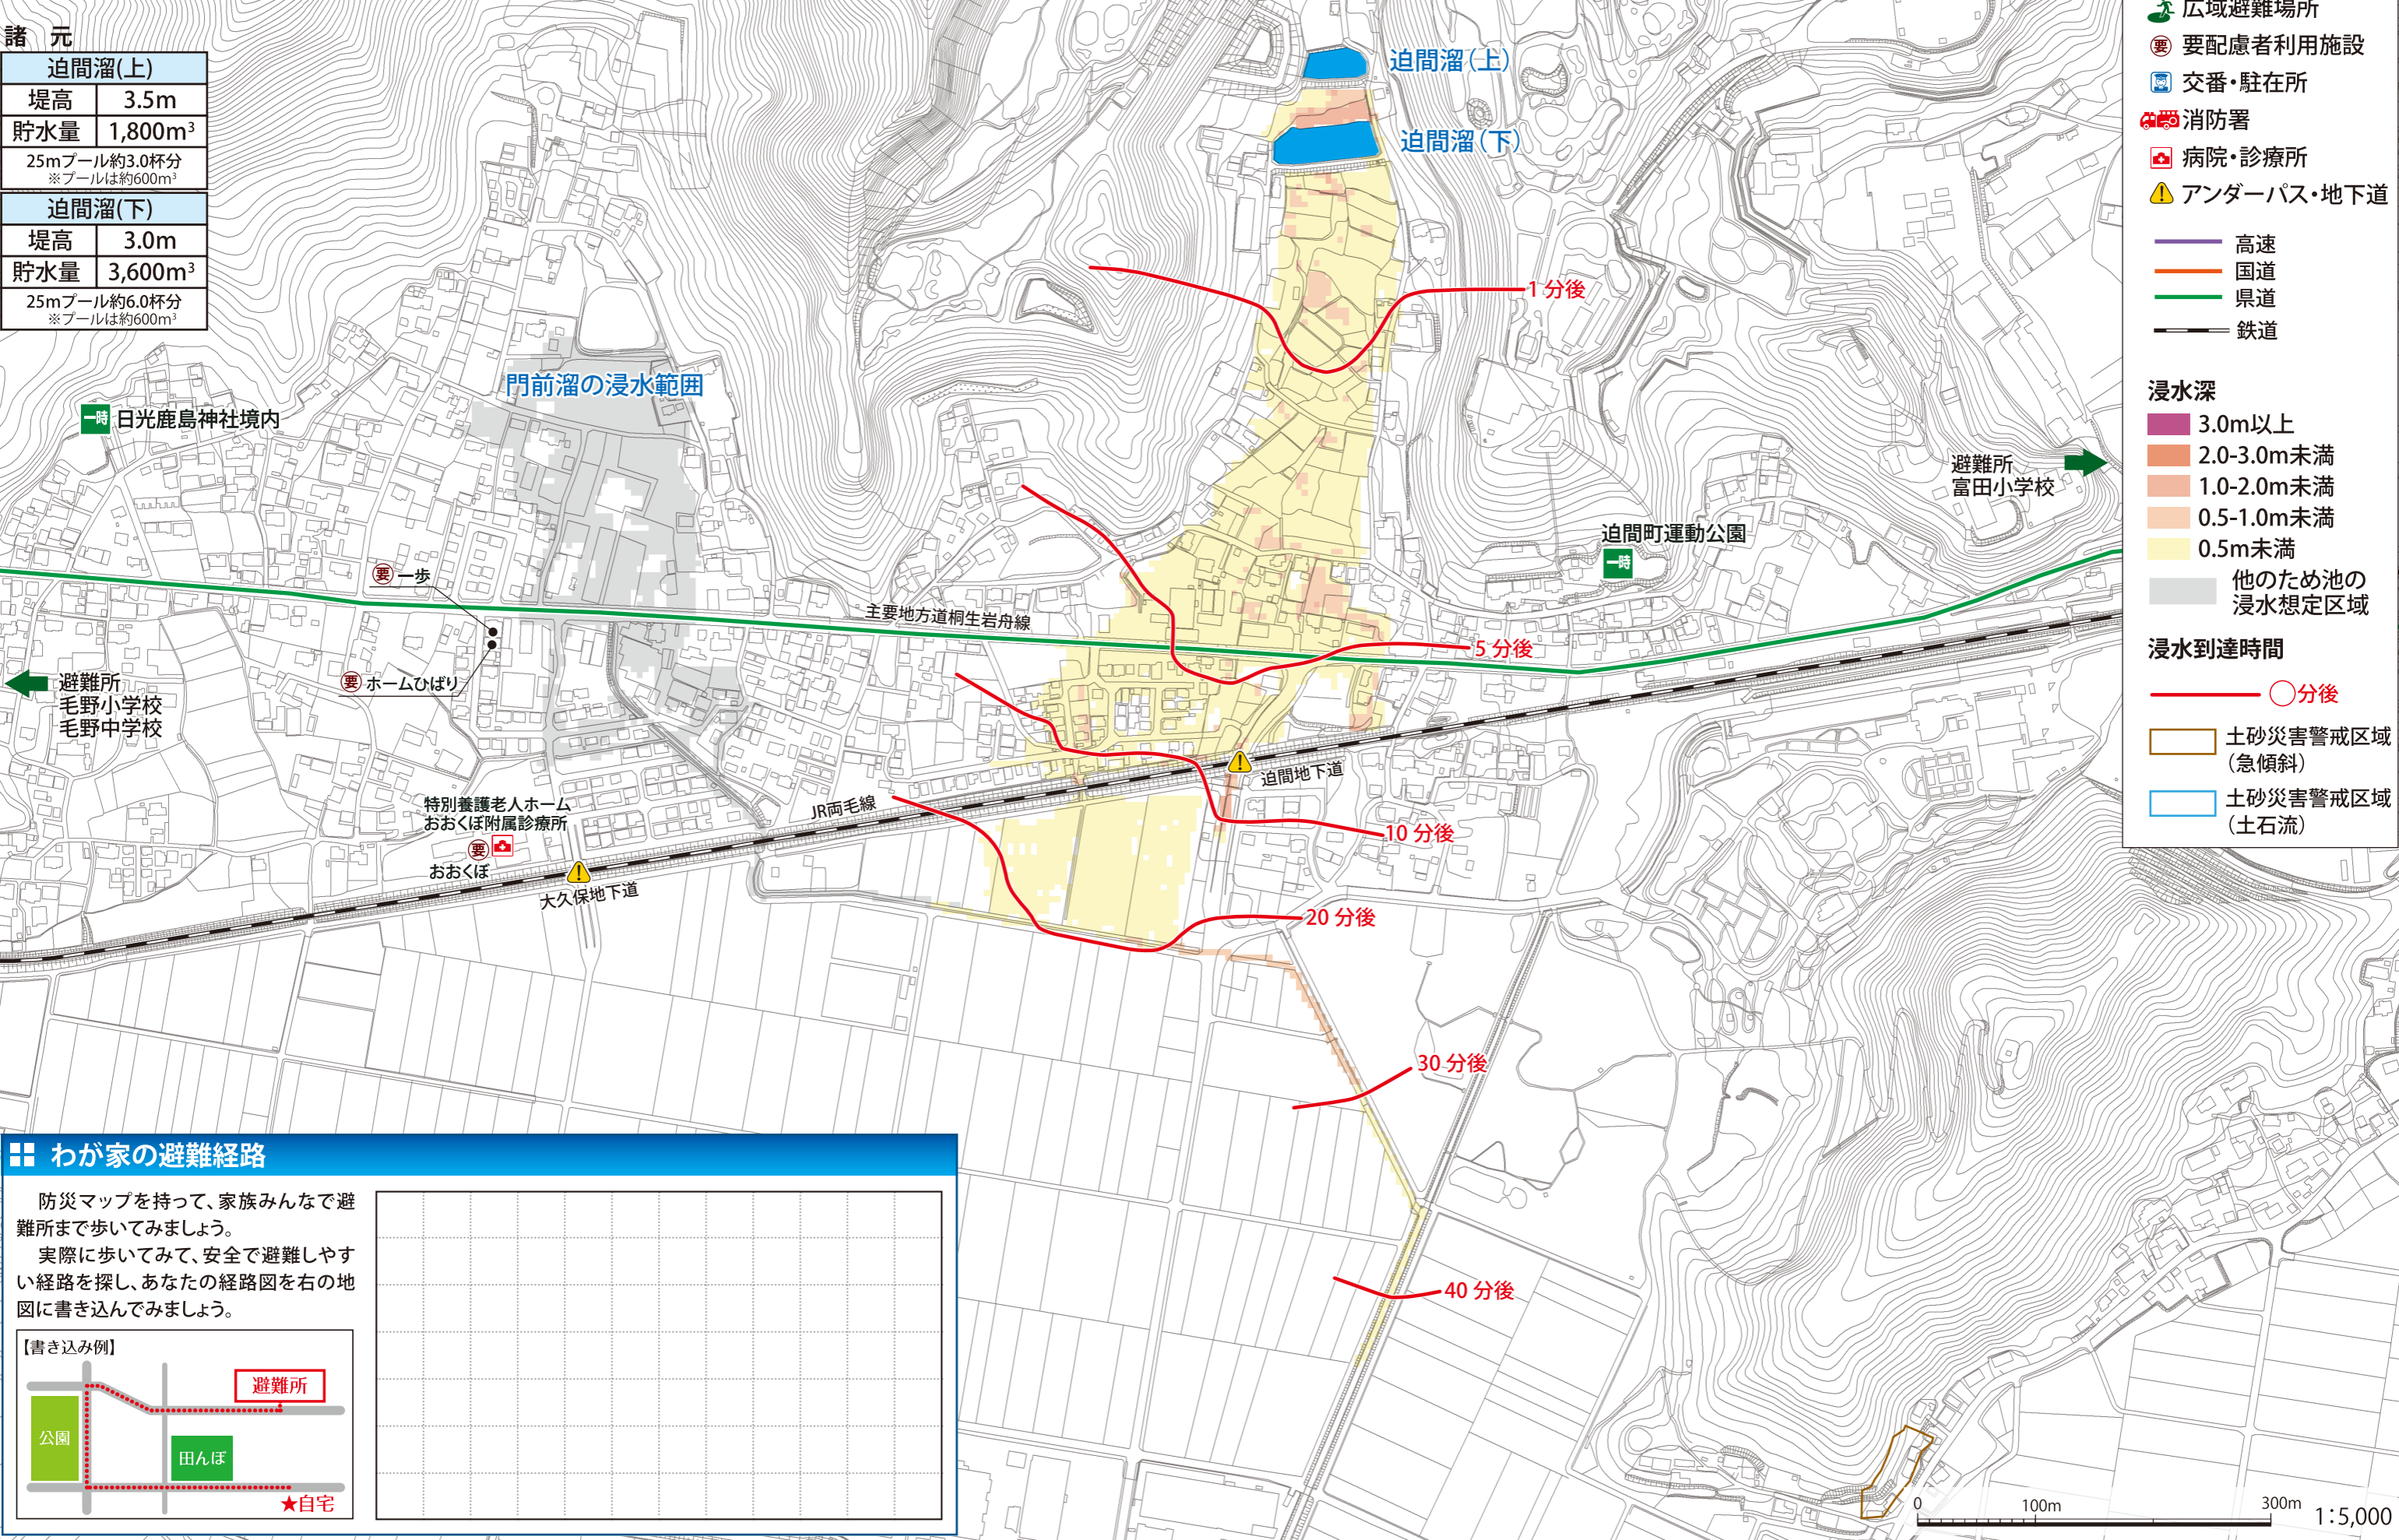 諸 元
迫間溜(上)
堤高 3.5m
貯水量 1,800m³
25mプール約3.0杯分
※プールは約600m³
迫間溜(下)
堤高 3.0m
貯水量 3,600m³
25mプール約6.0杯分
※プールは約600m³
迫間溜(上)
迫間溜(下)
1分後
門前溜の浸水範囲
一時 日光鹿島神社境内
避難所
富田小学校
迫間町運動公園
一時
要 一歩
主要地方道桐生岩舟線
5分後
要 ホームひばり
避難所
毛野小学校
毛野中学校
迫間地下道
JR両毛線
10分後
特別養護老人ホーム
おおくぼ附属診療所
要
おおくぼ
大久保地下道
20分後
30分後
40分後
広域避難場所
要 要配慮者利用施設
交番・駐在所
消防署
病院・診療所
アンダーパス・地下道
高速
国道
県道
鉄道
浸水深
3.0m以上
2.0-3.0m未満
1.0-2.0m未満
0.5-1.0m未満
0.5m未満
他のため池の
浸水想定区域
浸水到達時間
◯分後
土砂災害警戒区域
(急傾斜)
土砂災害警戒区域
(土石流)
わが家の避難経路
防災マップを持って、家族みんなで避
難所まで歩いてみましょう。
実際に歩いてみて、安全で避難しやす
い経路を探し、あなたの経路図を右の地
図に書き込んでみましょう。
【書き込み例】
避難所
公園
田んぼ
★自宅
0 100m 300m 1:5,000